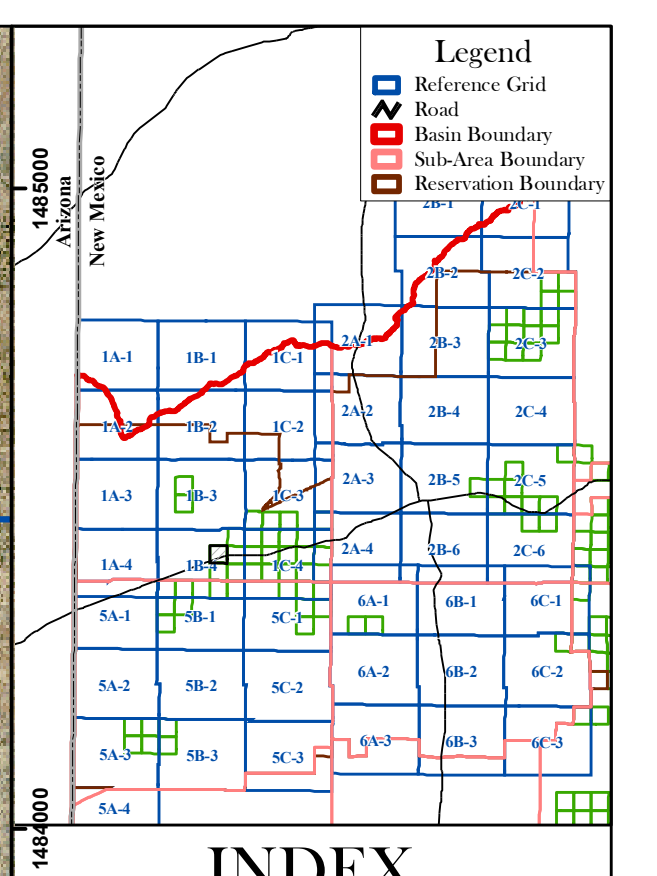 Legend
Reference Grid
Road
Basin Boundary
Sub-Area Boundary
Reservation Boundary
1485000
Arizona
New Mexico
2B-1 2C-1
2B-2 2C-2
2A-1 2B-3 2C-3
1A-1 1B-1 1C-1
2A-2 2B-4 2C-4
1A-2 1B-2 1C-2
2A-3 2B-5 2C-5
1A-3 1B-3 1C-3
2A-4 2B-6 2C-6
1A-4 1B-4 1C-4
6A-1 6B-1 6C-1
5A-1 5B-1 5C-1
6A-2 6B-2 6C-2
5A-2 5B-2 5C-2
6A-3 6B-3 6C-3
5A-3 5B-3 5C-3
5A-4
1484000
INDEX